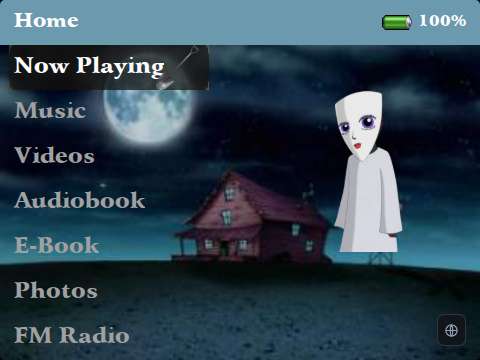 Home
100%
Now Playing
Music
Videos
Audiobook
E-Book
Photos
FM Radio